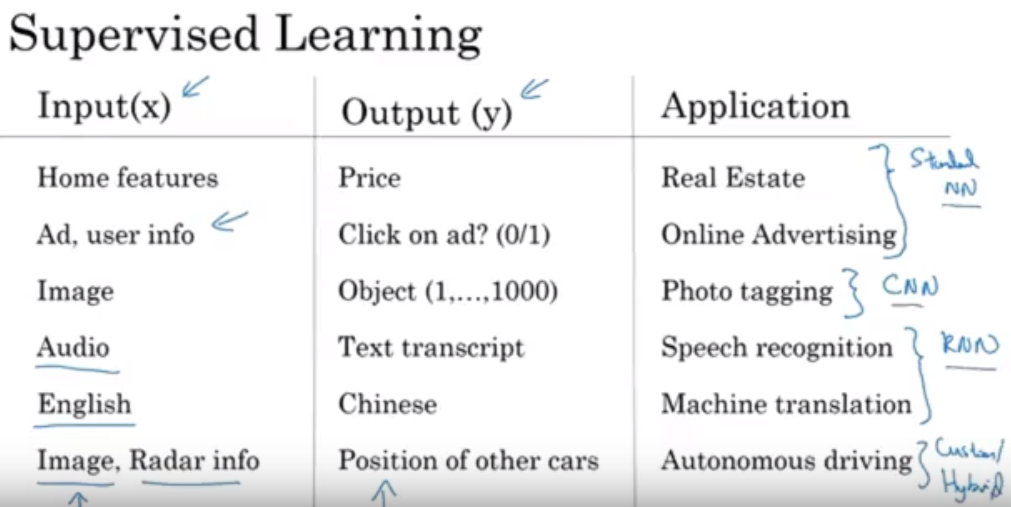 Supervised Learning
Input(x) Output (y) Application
Home features Price Real Estate
Standard NN
Ad, user info Click on ad? (0/1) Online Advertising
Image Object (1,...,1000) Photo tagging CNN
Audio Text transcript Speech recognition RNN
English Chinese Machine translation
Image, Radar info Position of other cars Autonomous driving Custom/
Hybrid